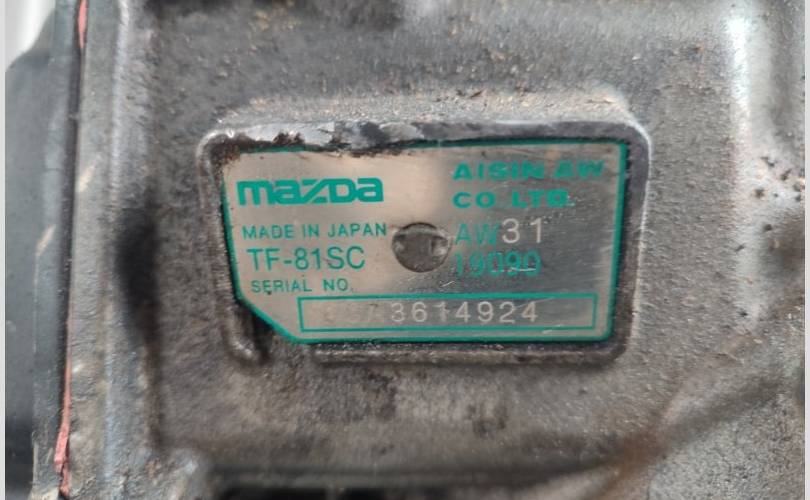 mazda
AISIN AW
CO LTD.
MADE IN JAPAN
AW31
TF-81SC
19090
SERIAL NO.
3614924